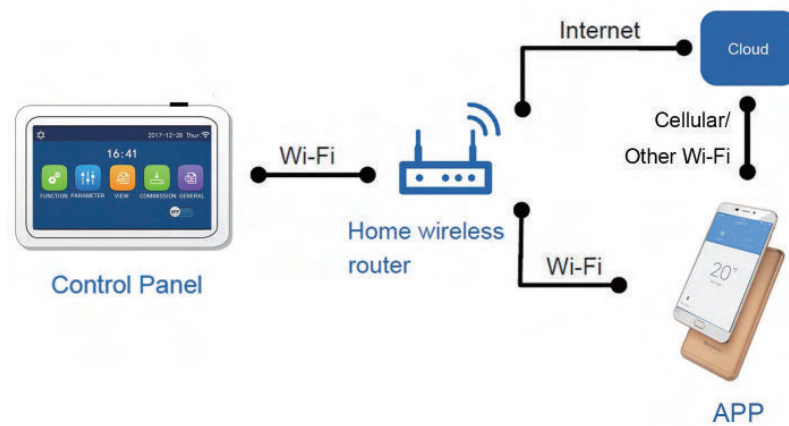 Internet
Cloud
Cellular/
Other Wi-Fi
2017-12-28 Thur
16:41
Wi-Fi
FUNCTION PARAMETER VIEW COMMISSION GENERAL
OFF
Home wireless
router
Control Panel
Wi-Fi
20
APP